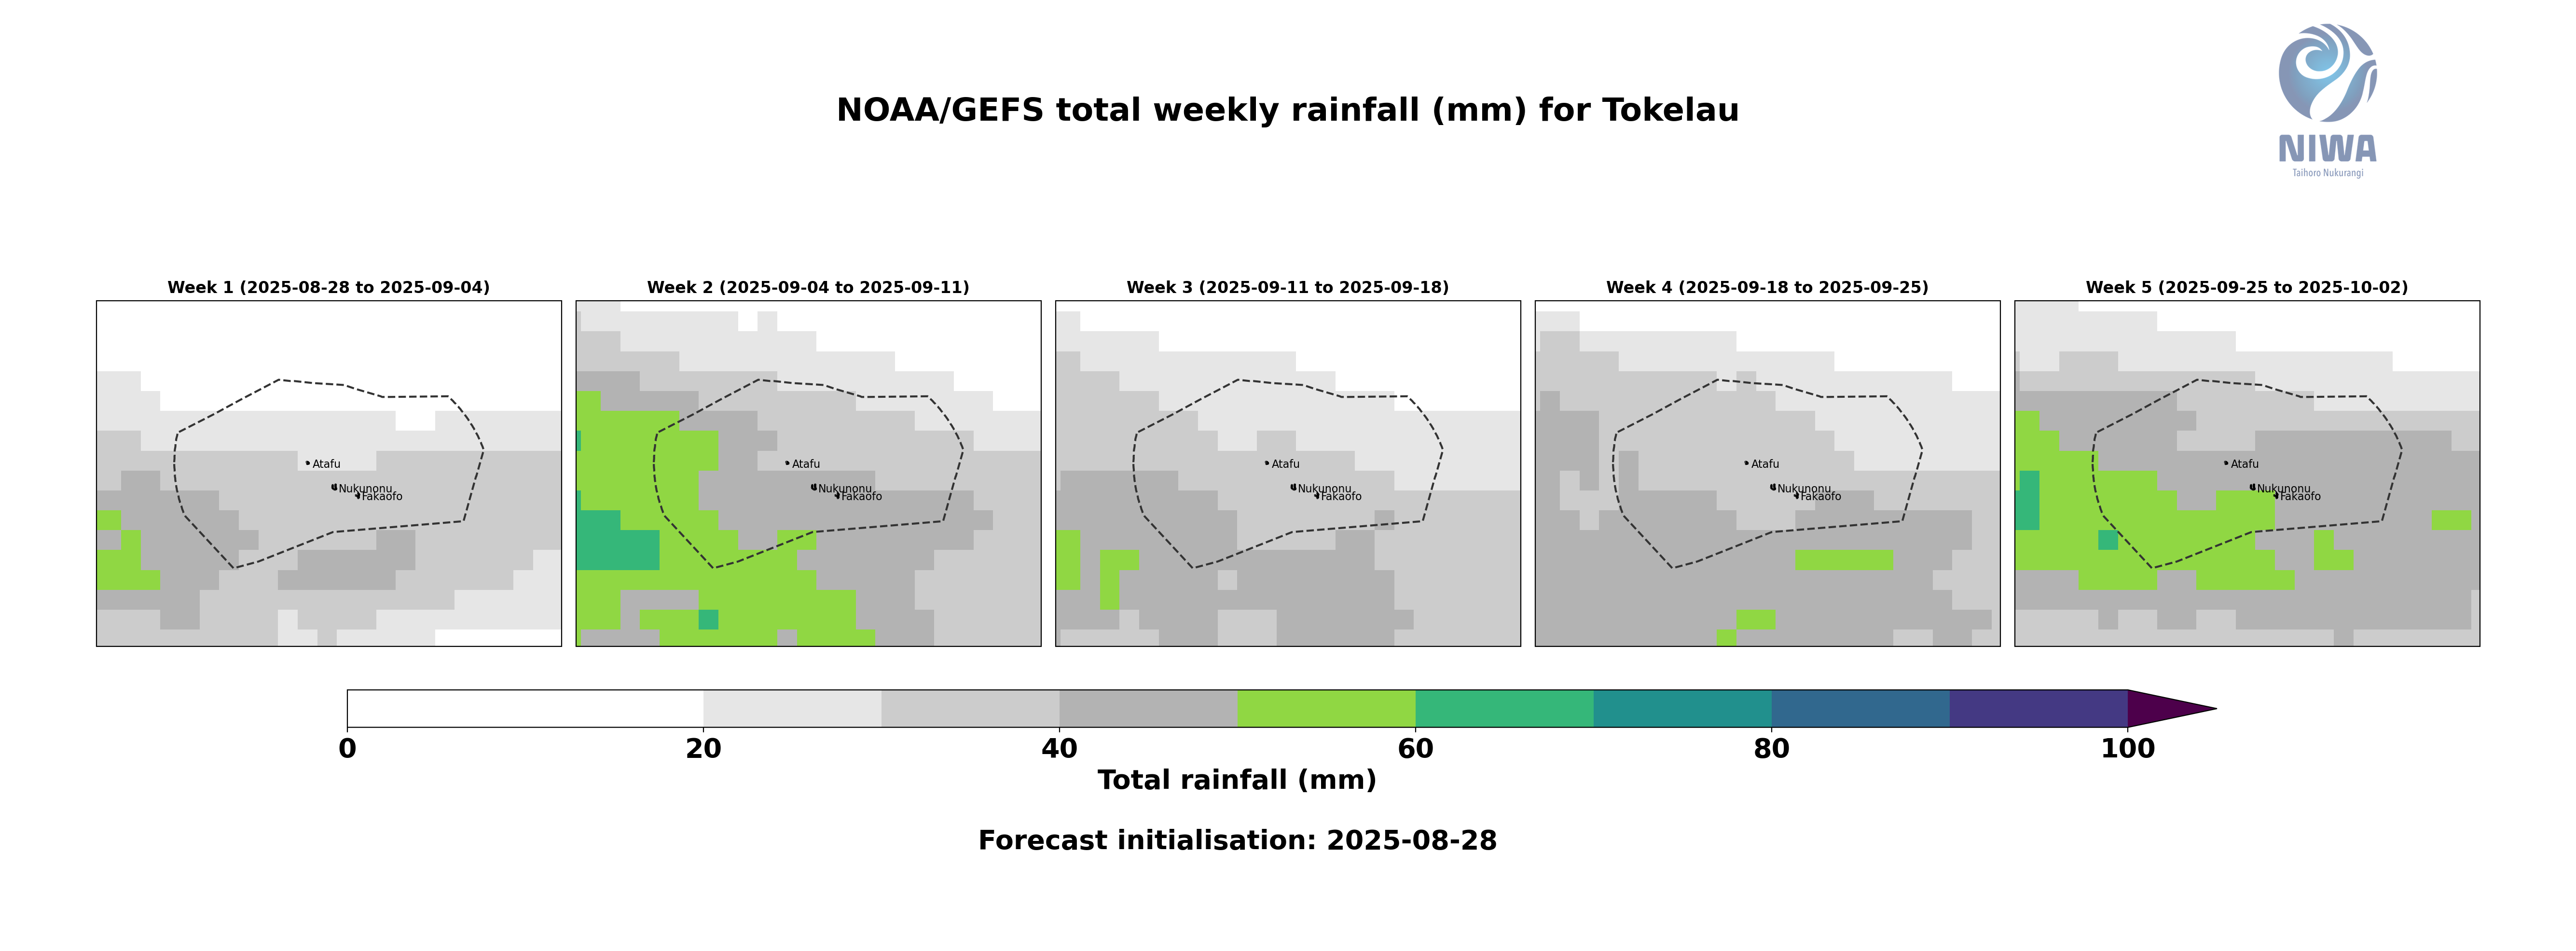 NOAA/GEFS total weekly rainfall (mm) for Tokelau
NIWA
Taihoro Nukurangi
Week 1 (2025-08-28 to 2025-09-04)
Week 2 (2025-09-04 to 2025-09-11)
Week 3 (2025-09-11 to 2025-09-18)
Week 4 (2025-09-18 to 2025-09-25)
Week 5 (2025-09-25 to 2025-10-02)
Atafu
Nukunonu
Fakaofo
Atafu
Nukunonu
Fakaofo
Atafu
Nukunonu
Fakaofo
Atafu
Nukunonu
Fakaofo
Atafu
Nukunonu
Fakaofo
0 20 40 60 80 100
Total rainfall (mm)
Forecast initialisation: 2025-08-28